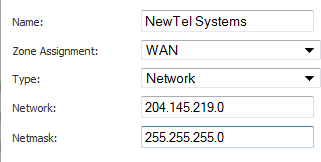 Name: NewTel Systems
Zone Assignment: WAN
Type: Network
Network: 204.145.219.0
Netmask: 255.255.255.0